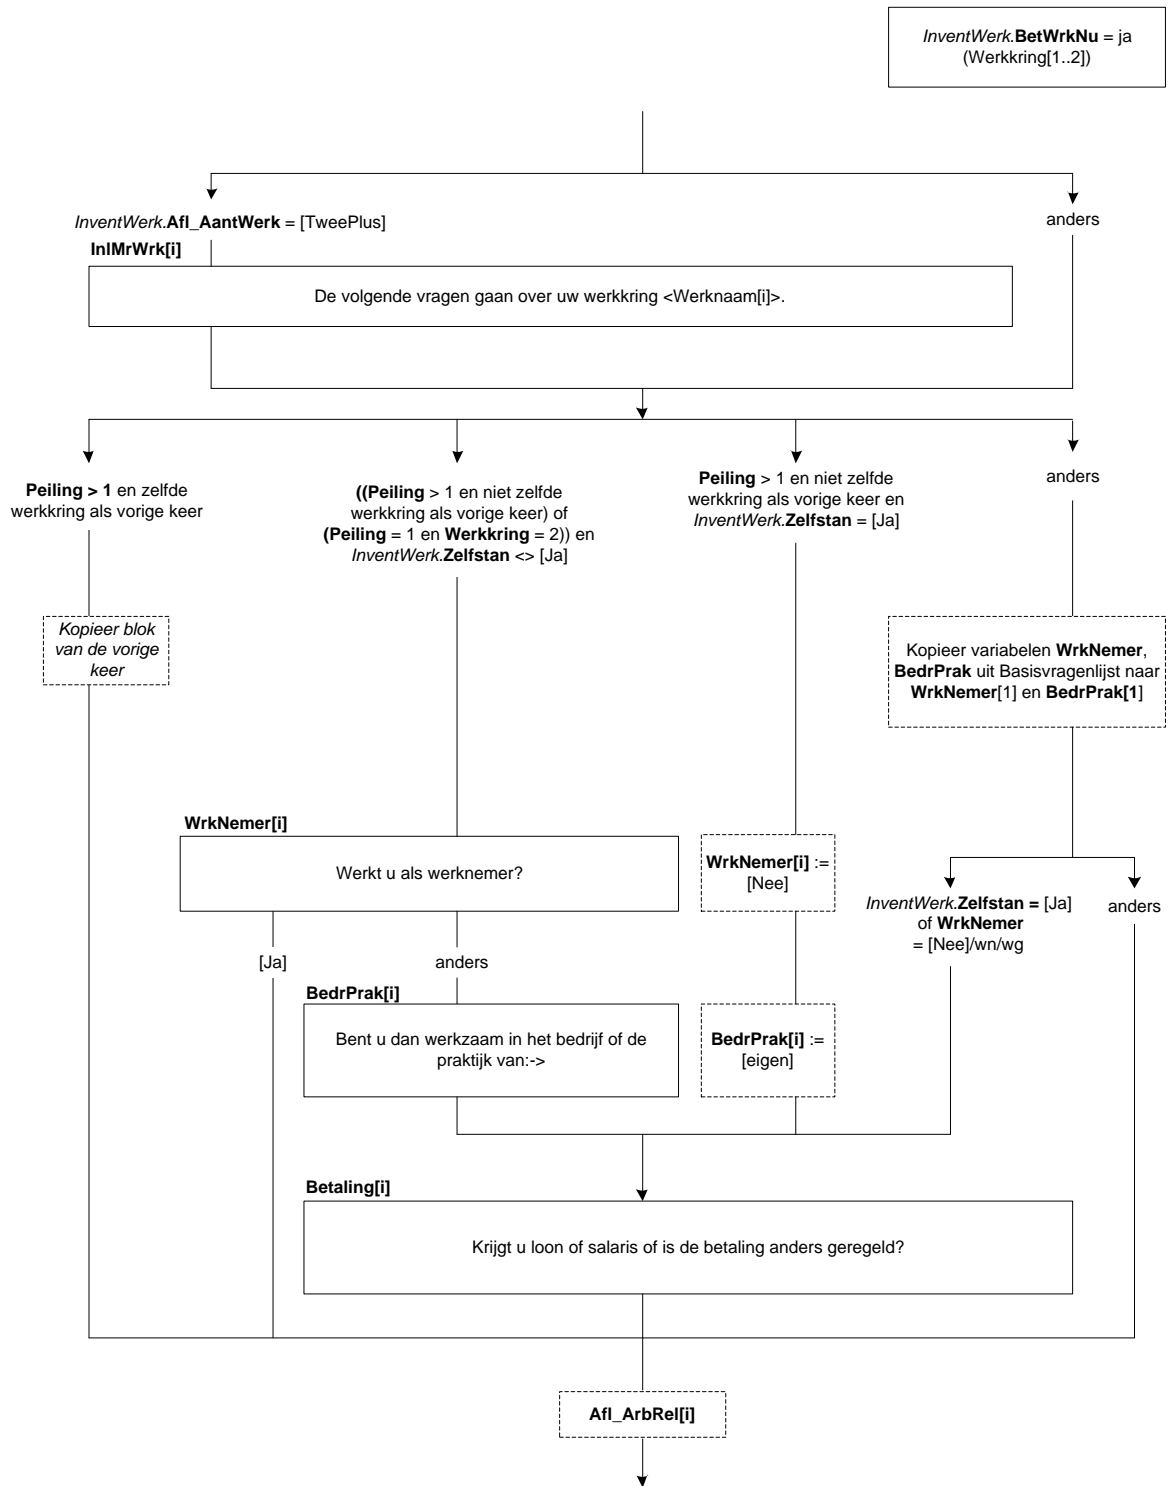 InventWerk.BetWrkNu = ja
(Werkkring[1..2])
InventWerk.Afl_AantWerk = [TweePlus]
anders
InlMrWrk[i]
De volgende vragen gaan over uw werkkring <Werknaam[i]>.
Peiling > 1 en zelfde
werkkring als vorige keer
((Peiling > 1 en niet zelfde
werkkring als vorige keer) of
(Peiling = 1 en Werkkring = 2)) en
InventWerk.Zelfstan <> [Ja]
Peiling > 1 en niet zelfde
werkkring als vorige keer en
InventWerk.Zelfstan = [Ja]
anders
Kopieer blok
van de vorige
keer
Kopieer variabelen WrkNemer,
BedrPrak uit Basisvragenlijst naar
WrkNemer[1] en BedrPrak[1]
WrkNemer[i]
Werkt u als werknemer?
WrkNemer[i] :=
[Nee]
InventWerk.Zelfstan = [Ja]
of WrkNemer
= [Nee]/wn/wg
anders
[Ja]
anders
BedrPrak[i]
Bent u dan werkzaam in het bedrijf of de
praktijk van:->
BedrPrak[i] :=
[eigen]
Betaling[i]
Krijgt u loon of salaris of is de betaling anders geregeld?
Afl_ArbRel[i]